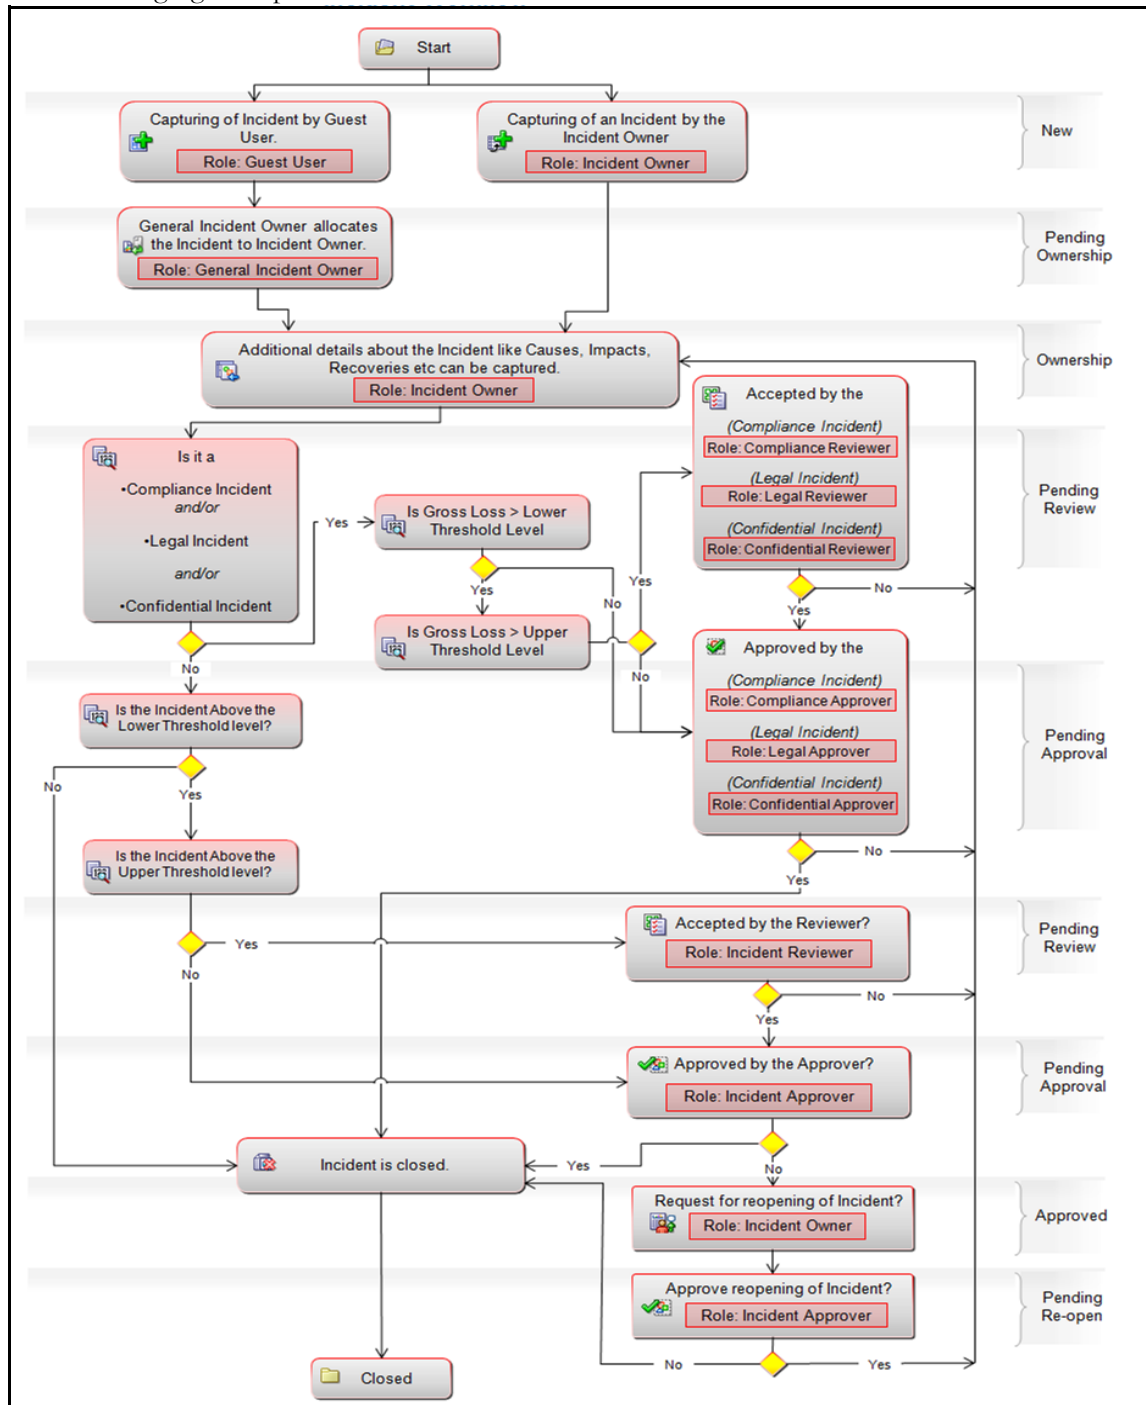 Start
Capturing of Incident by Guest
User.
Role: Guest User
Capturing of an Incident by the
Incident Owner
Role: Incident Owner
New
General Incident Owner allocates
the Incident to Incident Owner.
Role: General Incident Owner
Pending
Ownership
Additional details about the Incident like Causes, Impacts,
Recoveries etc can be captured.
Role: Incident Owner
Ownership
Is it a
•Compliance Incident
and/or
•Legal Incident
and/or
•Confidential Incident
Yes
No
Is Gross Loss > Lower
Threshold Level
Yes
No
Is Gross Loss > Upper
Threshold Level
Yes
No
Accepted by the
(Compliance Incident)
Role: Compliance Reviewer
(Legal Incident)
Role: Legal Reviewer
(Confidential Incident)
Role: Confidential Reviewer
No
Yes
Pending
Review
Approved by the
(Compliance Incident)
Role: Compliance Approver
(Legal Incident)
Role: Legal Approver
(Confidential Incident)
Role: Confidential Approver
No
Yes
Pending
Approval
Is the Incident Above the
Lower Threshold level?
No
Yes
Is the Incident Above the
Upper Threshold level?
Yes
No
Accepted by the Reviewer?
Role: Incident Reviewer
No
Yes
Pending
Review
Approved by the Approver?
Role: Incident Approver
Yes
No
Pending
Approval
Incident is closed.
Request for reopening of Incident?
Role: Incident Owner
Approved
Approve reopening of Incident?
Role: Incident Approver
No
Yes
Pending
Re-open
Closed